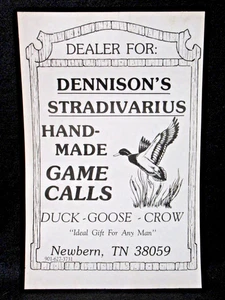 DEALER FOR:
DENNISON'S
STRADIVARIUS
HAND-
MADE
GAME
CALLS
DUCK - GOOSE - CROW
"Ideal Gift For Any Man"
Newbern, TN 38059